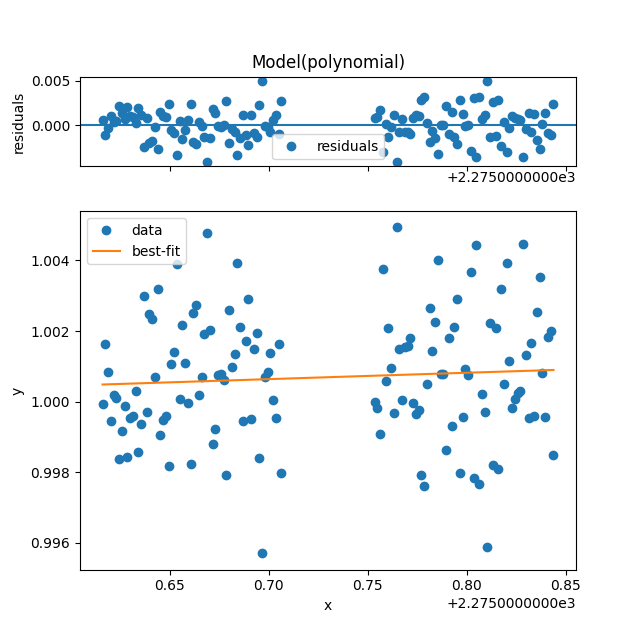 Model(polynomial)
0.005
0.000
residuals
residuals
+2.2750000000e3
data
best-fit
1.004
1.002
1.000
0.998
0.996
y
0.65 0.70 0.75 0.80 0.85
x
+2.2750000000e3